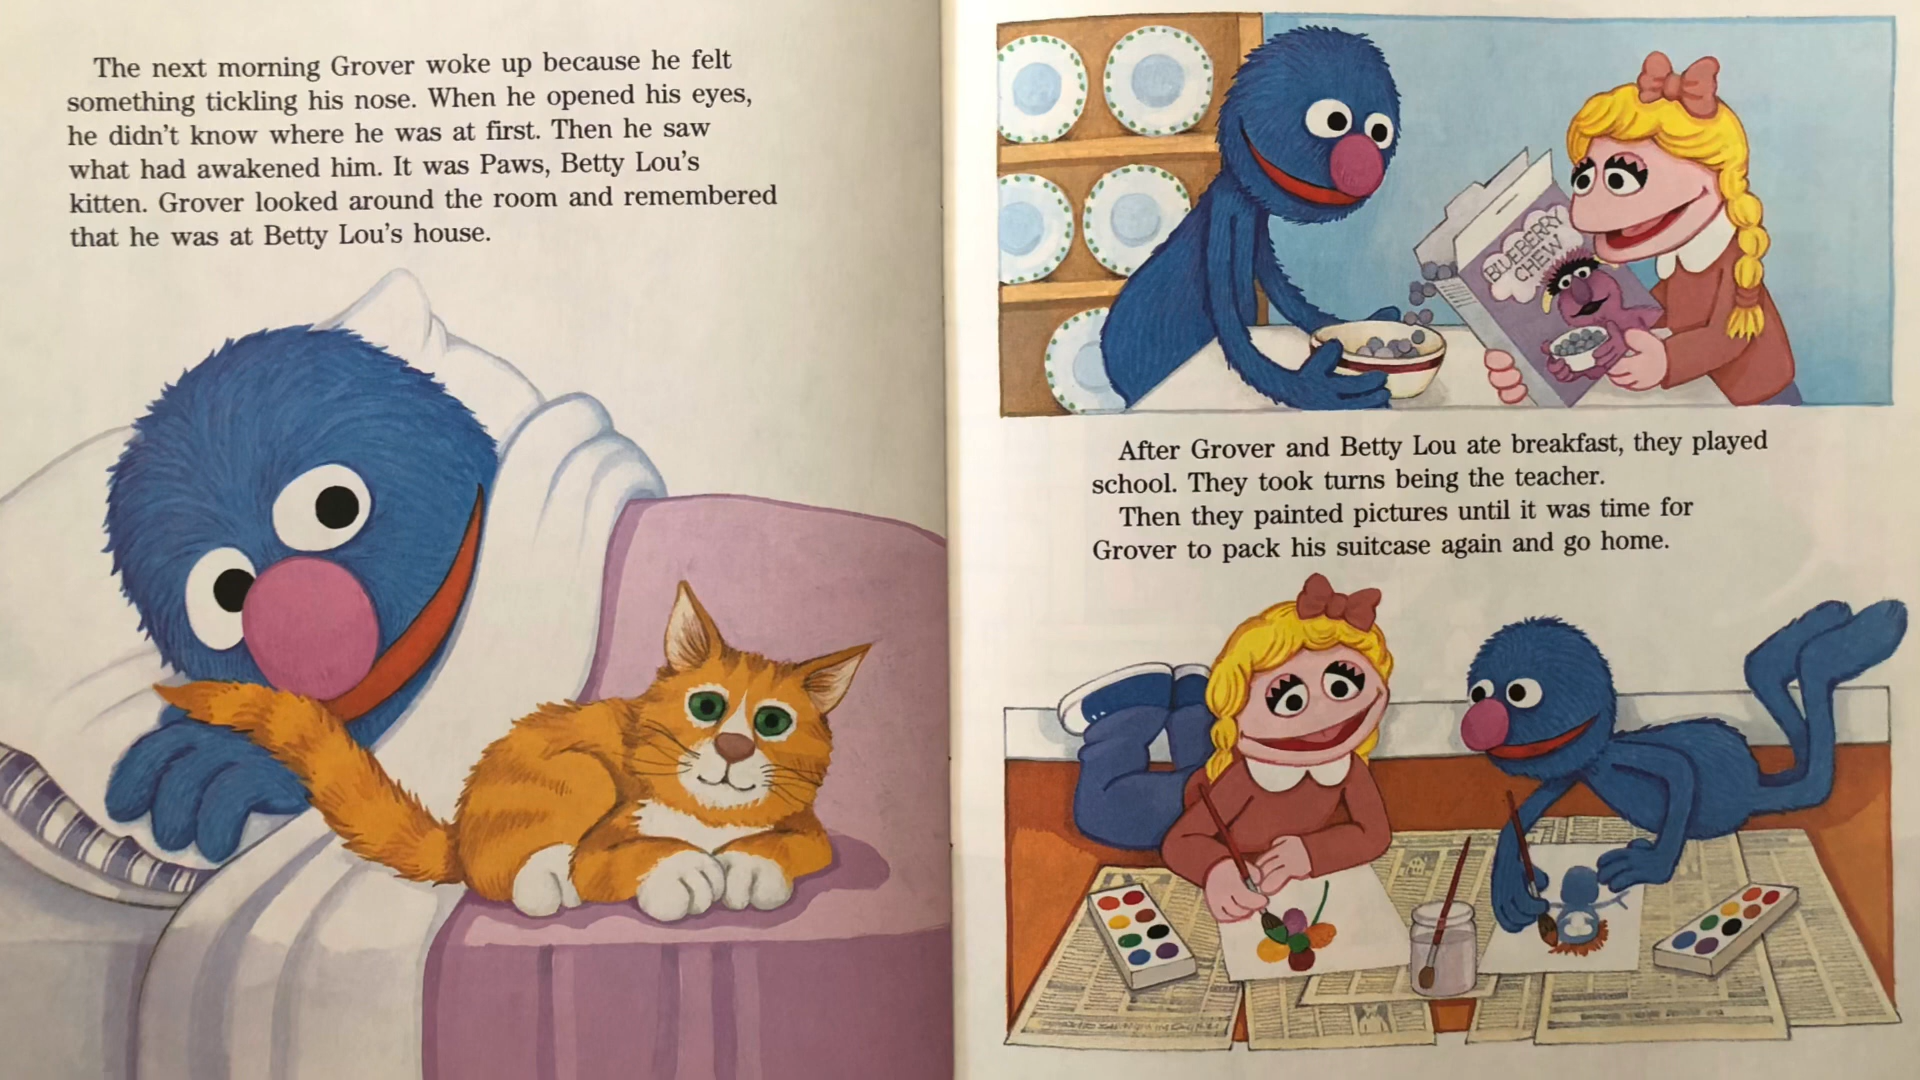 The next morning Grover woke up because he felt
something tickling his nose. When he opened his eyes,
he didn't know where he was at first. Then he saw
what had awakened him. It was Paws, Betty Lou's
kitten. Grover looked around the room and remembered
that he was at Betty Lou's house.
BLUEBERRY
CHEW
After Grover and Betty Lou ate breakfast, they played
school. They took turns being the teacher.
Then they painted pictures until it was time for
Grover to pack his suitcase again and go home.